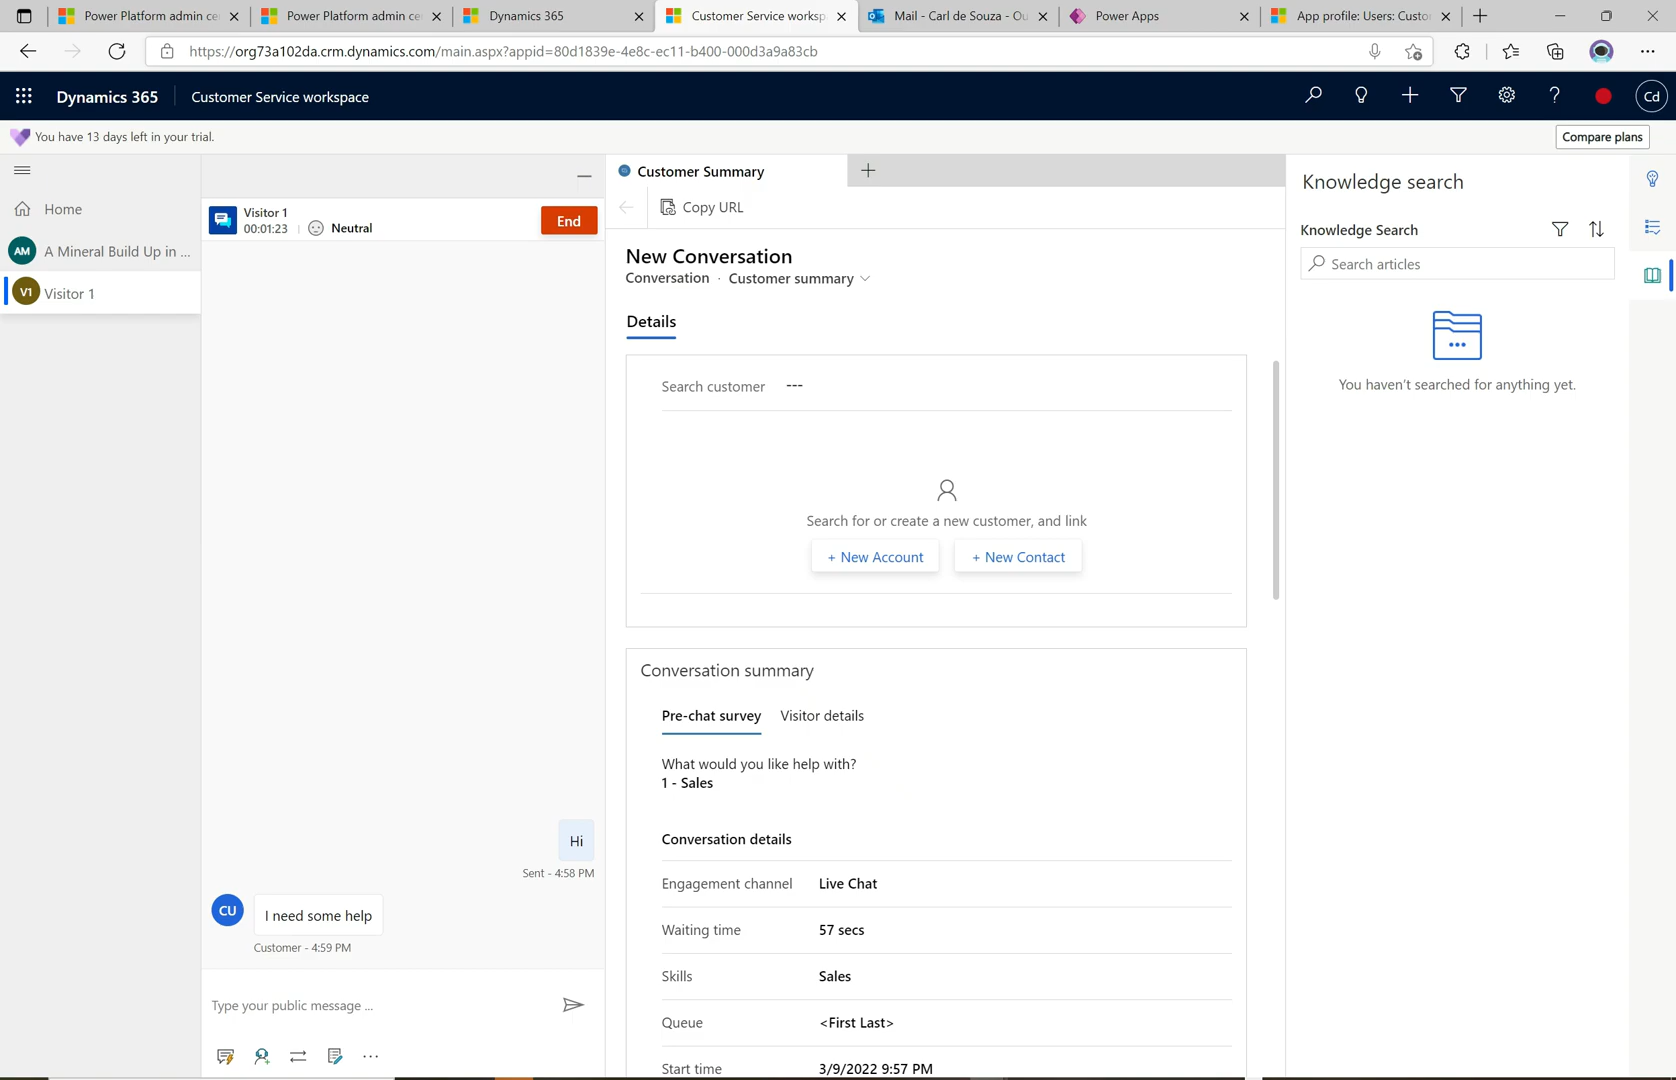 Power Platform admin ce
Power Platform admin ce
Dynamics 365
Customer Service worksp
Mail - Carl de Souza - Ou
Power Apps
App profile: Users: Custo
https://org73a102da.crm.dynamics.com/main.aspx?appid=80d1839e-4e8c-ec11-b400-000d3a9a83cb
Dynamics 365
Customer Service workspace
Cd
You have 13 days left in your trial.
Compare plans
Home
AM
A Mineral Build Up in ...
V1
Visitor 1
Visitor 1
00:01:23
Neutral
End
Hi
Sent - 4:58 PM
CU
I need some help
Customer - 4:59 PM
Type your public message ...
Customer Summary
Copy URL
New Conversation
Conversation · Customer summary
Details
Search customer ---
Search for or create a new customer, and link
+ New Account
+ New Contact
Conversation summary
Pre-chat survey
Visitor details
What would you like help with?
1 - Sales
Conversation details
Engagement channel Live Chat
Waiting time 57 secs
Skills Sales
Queue <First Last>
Start time 3/9/2022 9:57 PM
Knowledge search
Knowledge Search
Search articles
You haven't searched for anything yet.